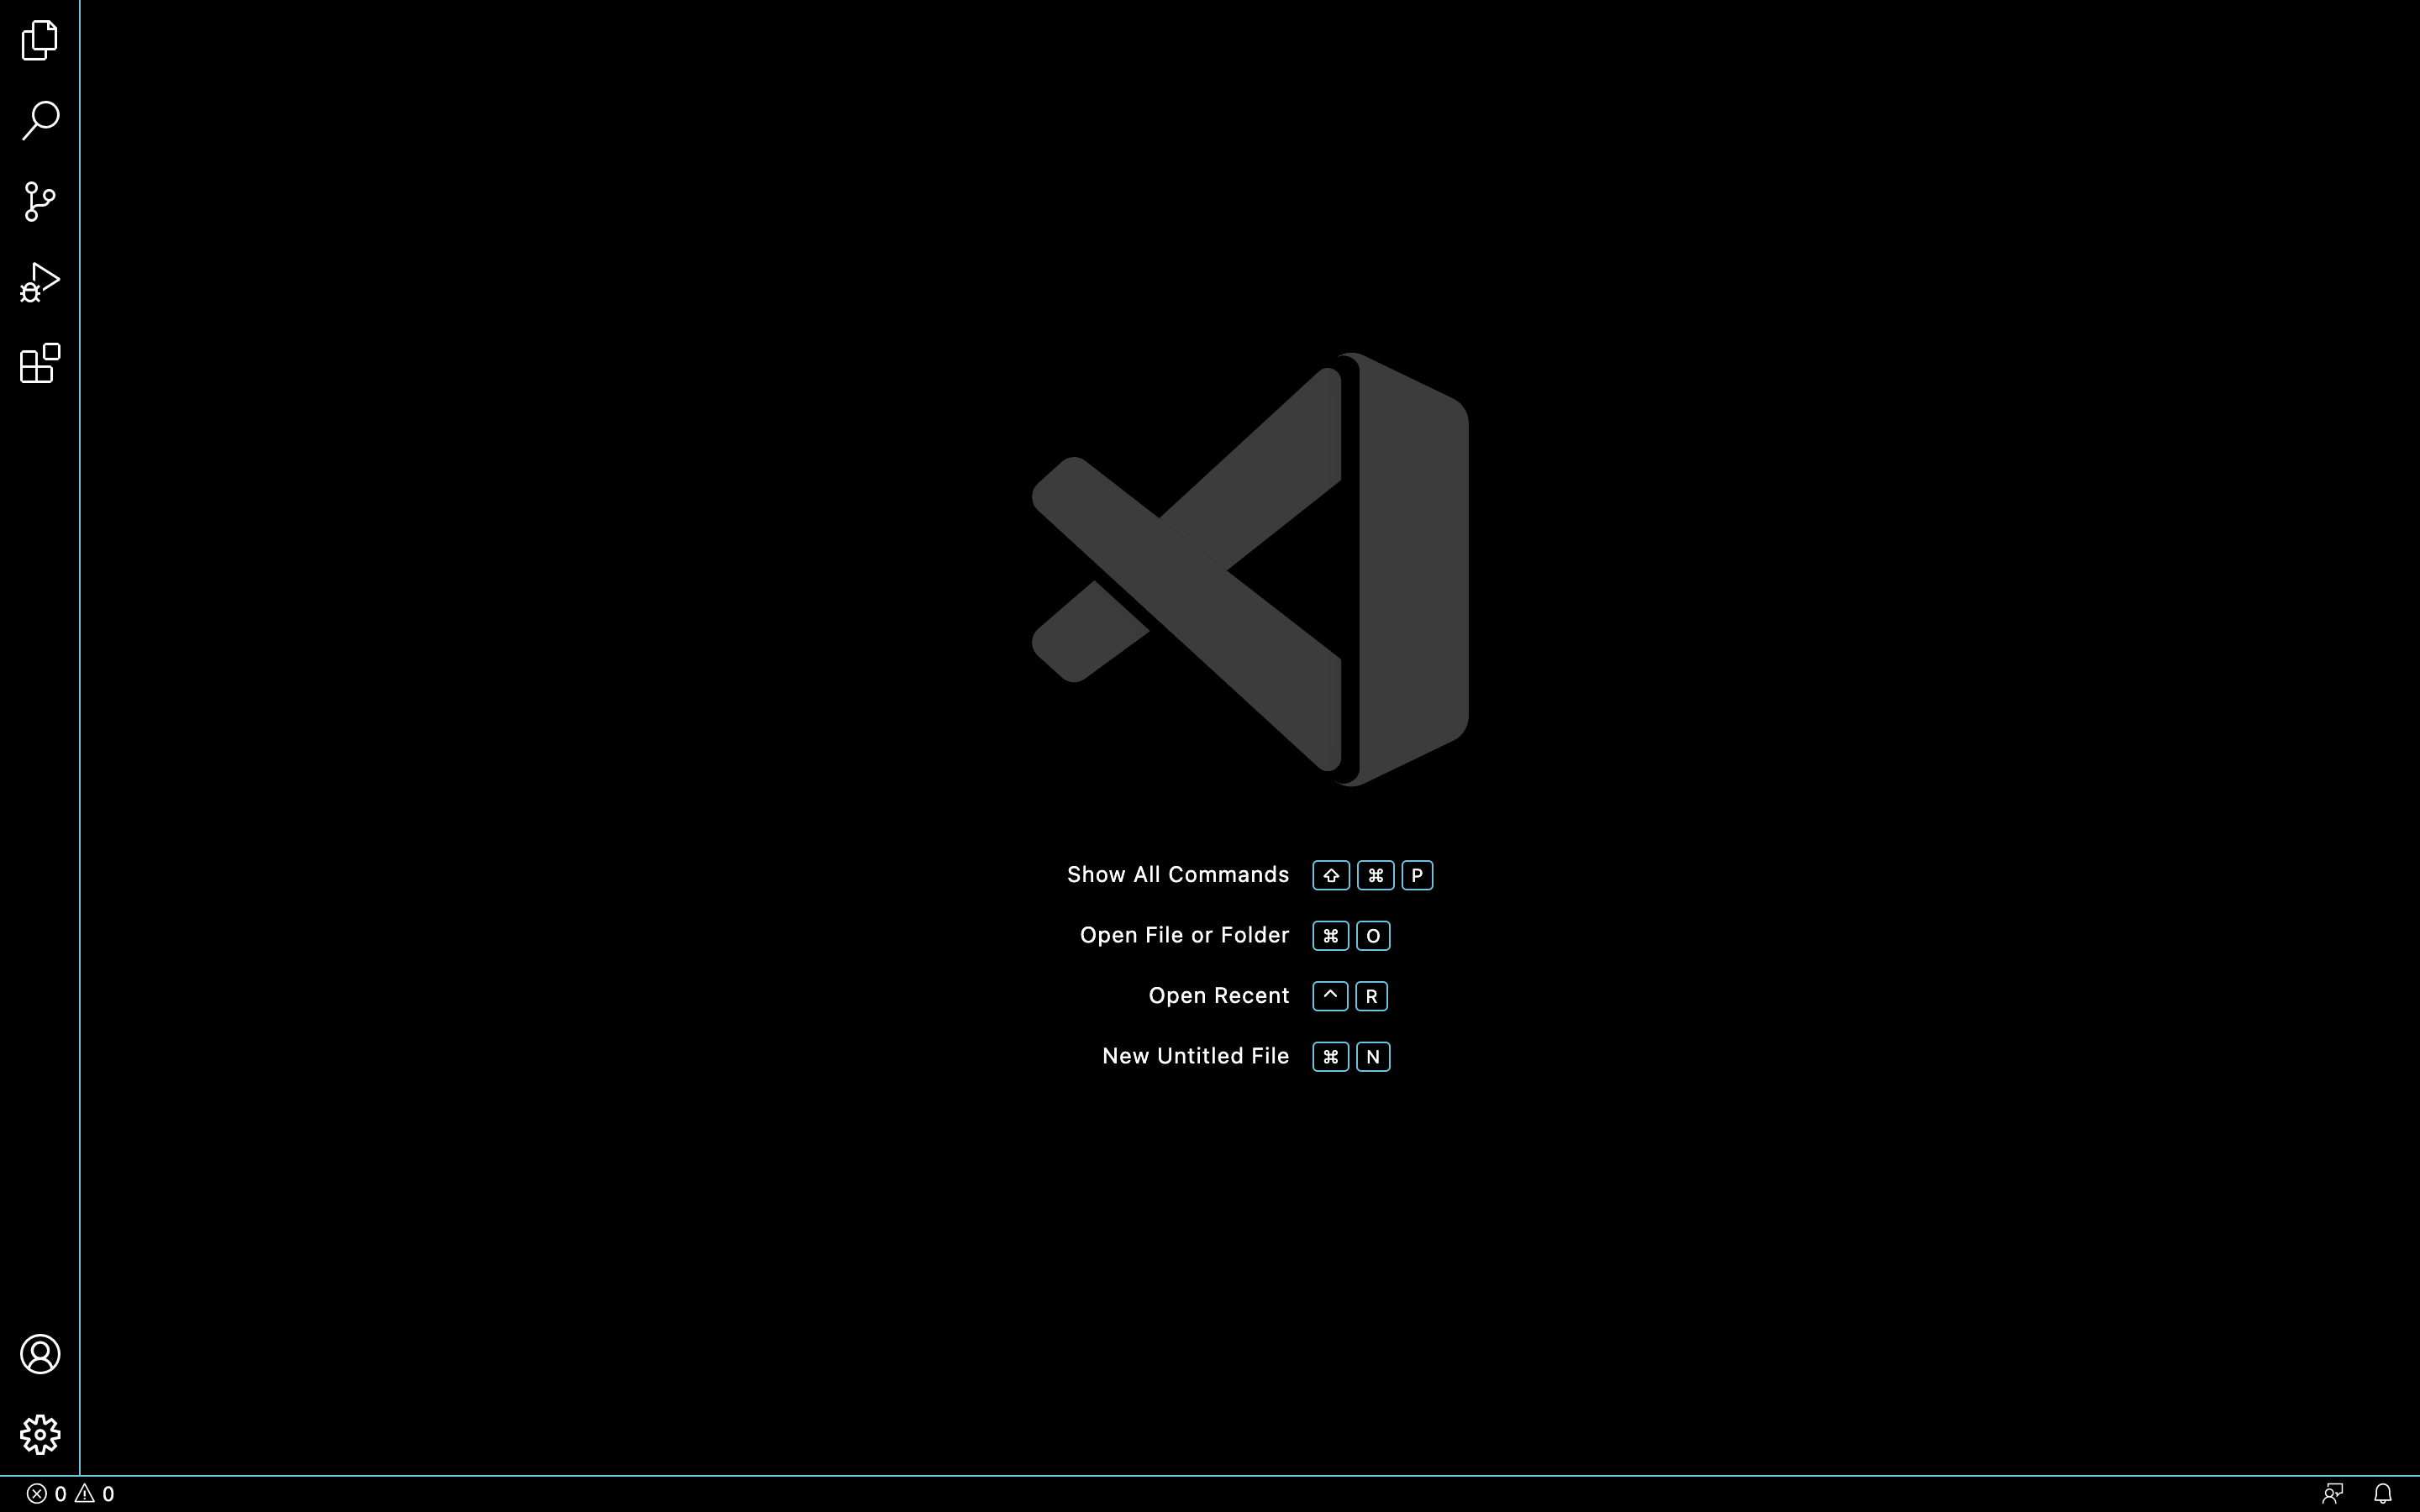 Show All Commands ⇧ ⌘ P
Open File or Folder ⌘ O
Open Recent ^ R
New Untitled File ⌘ N
0 0